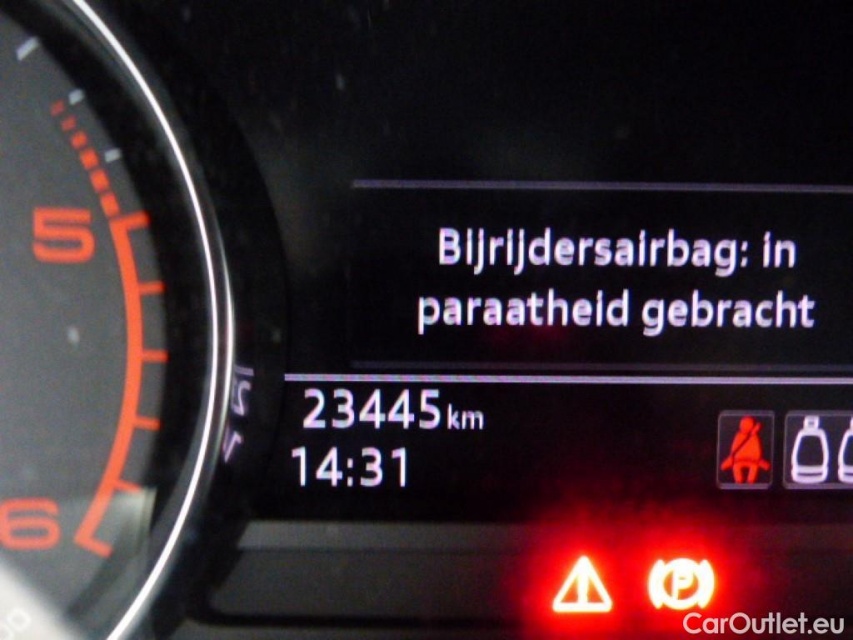 5
Bijrijdersairbag: in
paraatheid gebracht
23445 km
14:31
6
P
CarOutlet.eu